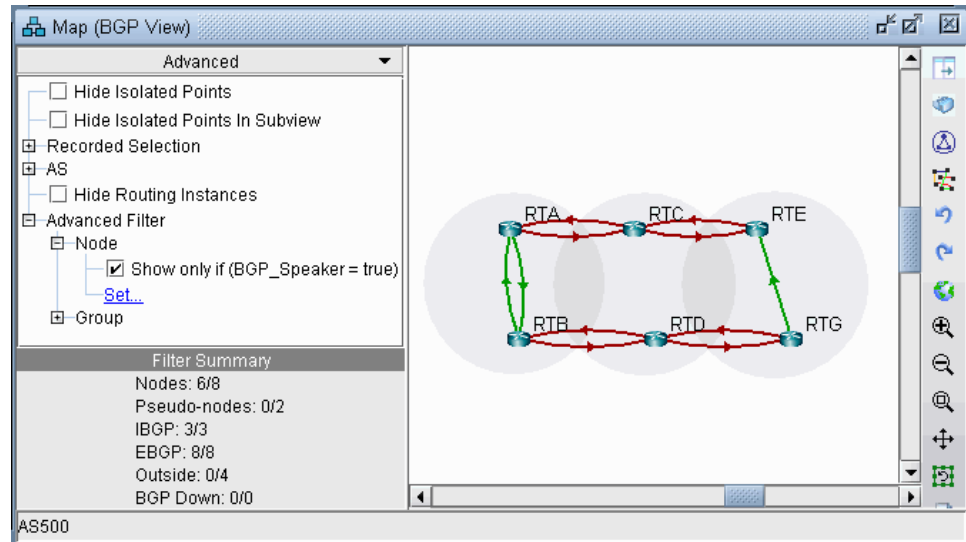 Map (BGP View)
Advanced
Hide Isolated Points
Hide Isolated Points In Subview
Recorded Selection
AS
Hide Routing Instances
Advanced Filter
Node
Show only if (BGP_Speaker = true)
Set...
Group
Filter Summary
Nodes: 6/8
Pseudo-nodes: 0/2
IBGP: 3/3
EBGP: 8/8
Outside: 0/4
BGP Down: 0/0
RTA RTC RTE
RTB RTD RTG
AS500